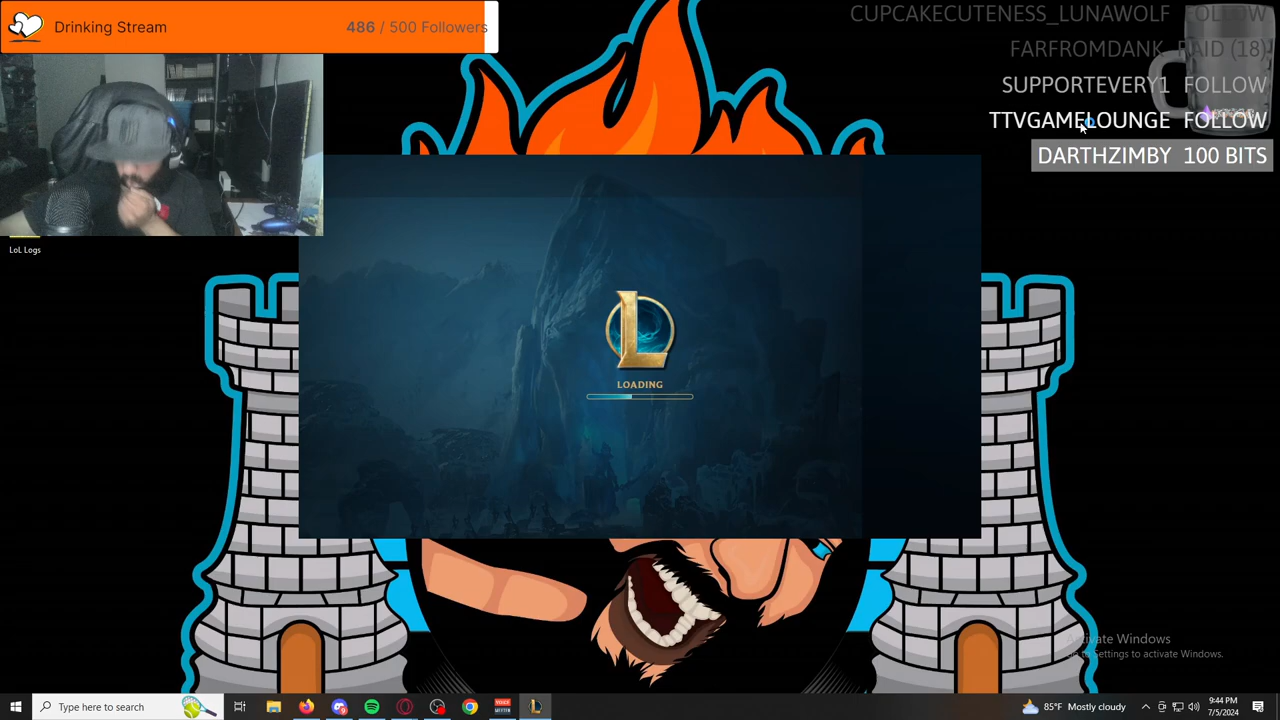 Drinking Stream
486 / 500 Followers
CUPCAKECUTENESS_LUNAWOLF FOLLOW
FARFROMDANK RAID (18)
SUPPORTEVERY1 FOLLOW
TTVGAMELOUNGE FOLLOW
DARTHZIMBY 100 BITS
LoL Logs
LOADING
Activate Windows
Go to Settings to activate Windows.
Type here to search
85°F Mostly cloudy
9:44 PM
7/5/2024